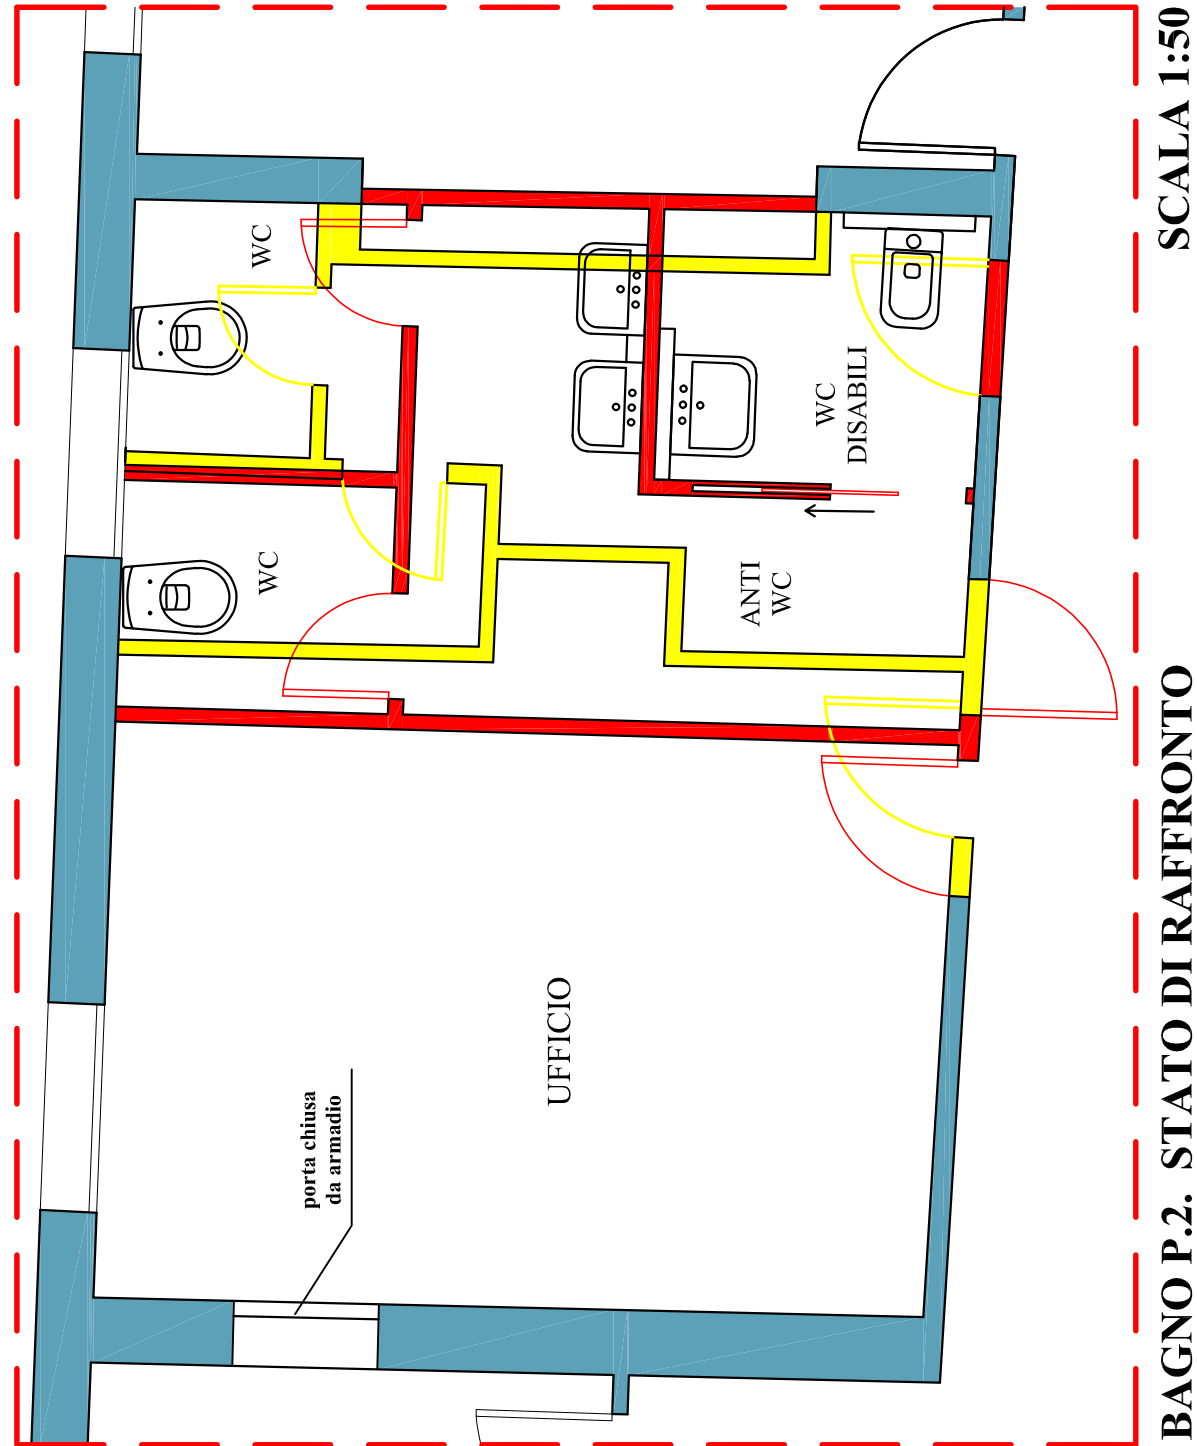 porta chiusa
da armadio
UFFICIO
WC
WC
ANTI
WC
WC
DISABILI
BAGNO P.2. STATO DI RAFFRONTO
SCALA 1:50